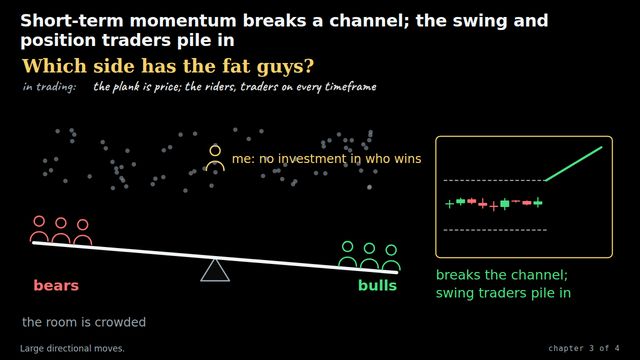 Short-term momentum breaks a channel; the swing and
position traders pile in
Which side has the fat guys?
in trading: the plank is price; the riders, traders on every timeframe
me: no investment in who wins
bears
bulls
breaks the channel;
swing traders pile in
the room is crowded
Large directional moves.
chapter 3 of 4